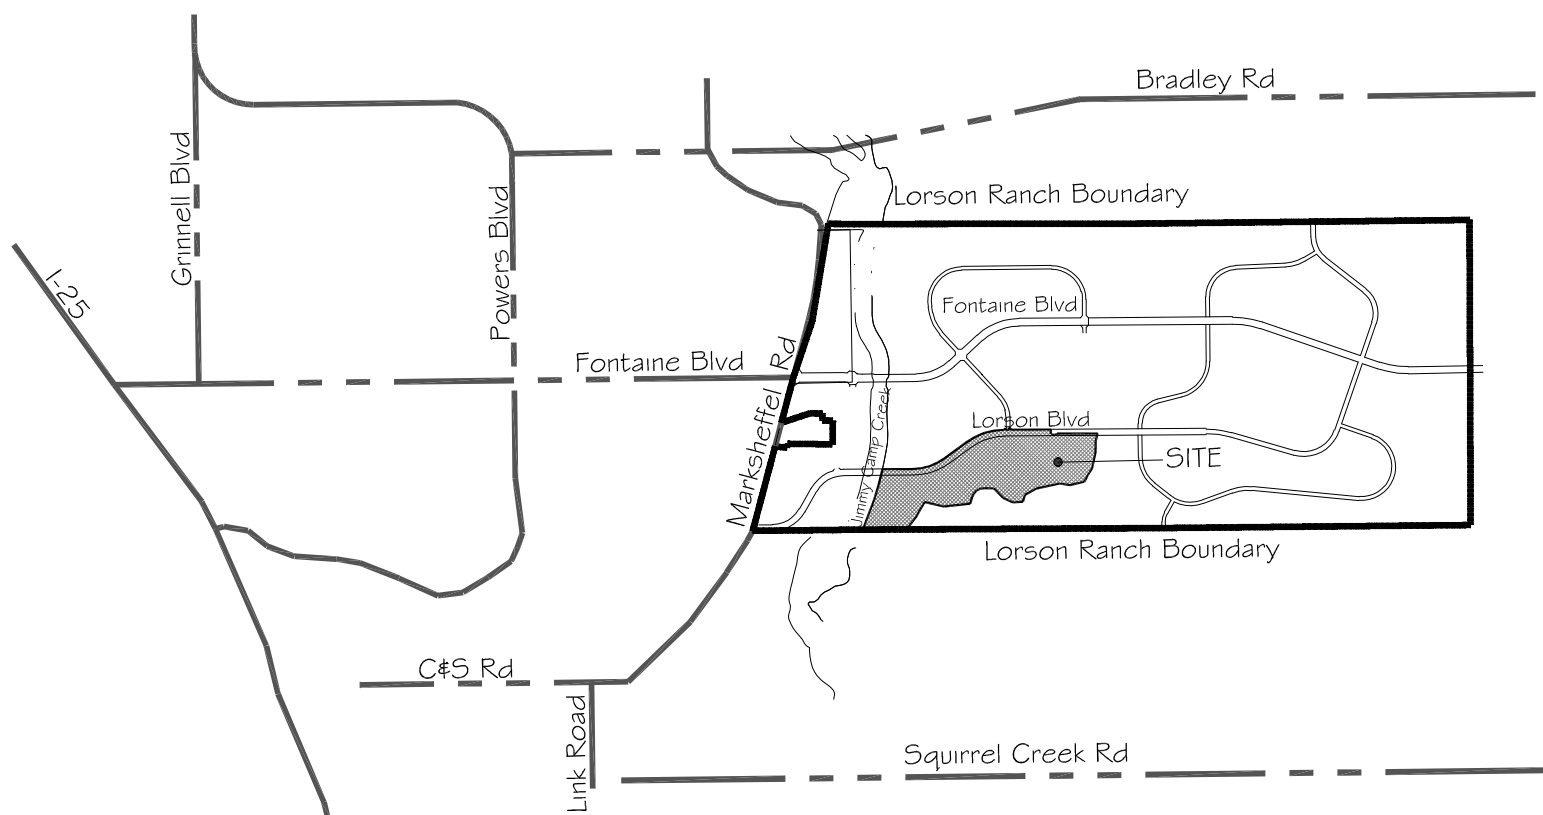 Bradley Rd
Grinnell Blvd
Powers Blvd
Lorson Ranch Boundary
I-25
Fontaine Blvd
Fontaine Blvd
Marksheffel Rd
Jimmy Camp Creek
Lorson Blvd
SITE
Lorson Ranch Boundary
C&S Rd
Link Road
Squirrel Creek Rd